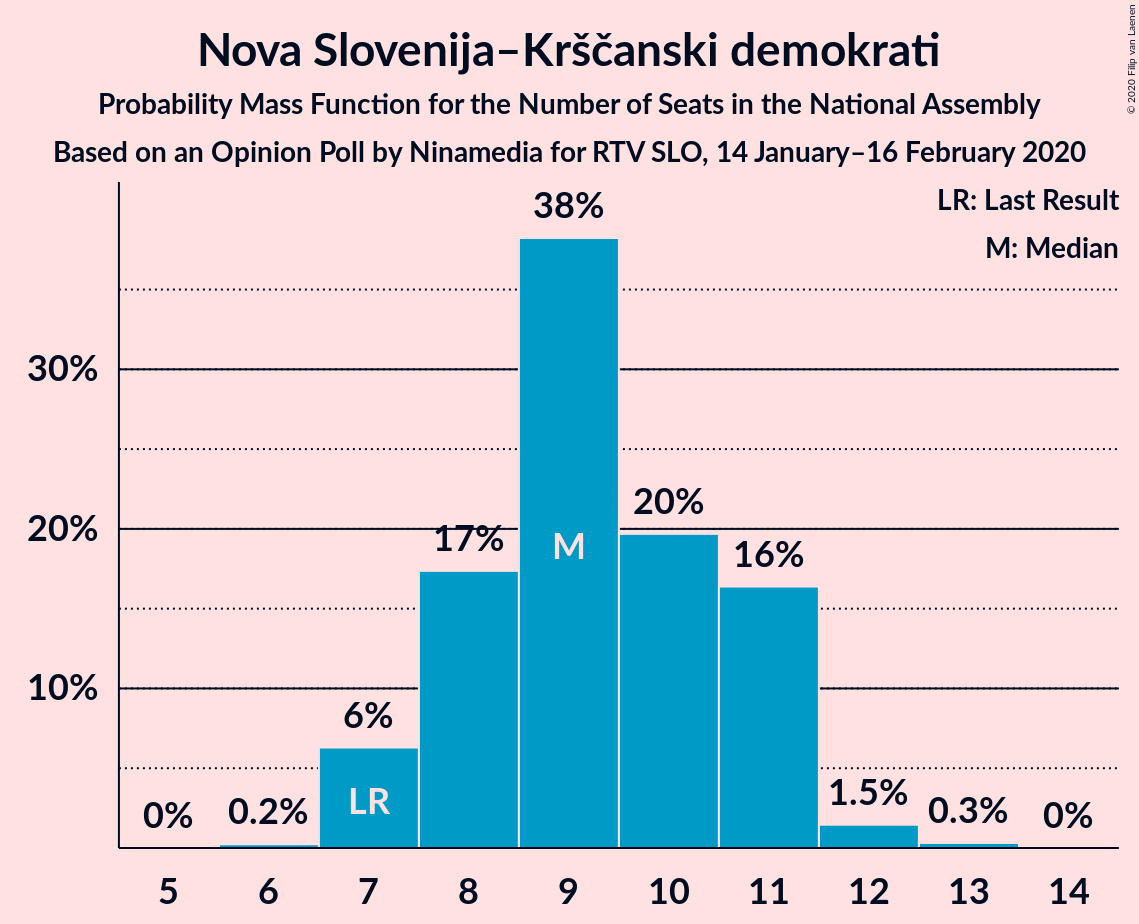 Nova Slovenija–Krščanski demokrati
Probability Mass Function for the Number of Seats in the National Assembly
Based on an Opinion Poll by Ninamedia for RTV SLO, 14 January–16 February 2020
© 2020 Filip van Laenen
LR: Last Result
M: Median
38%
30%
20%
20%
17%
M
16%
10%
6%
LR
0%
0.2%
1.5%
0.3%
0%
5 6 7 8 9 10 11 12 13 14